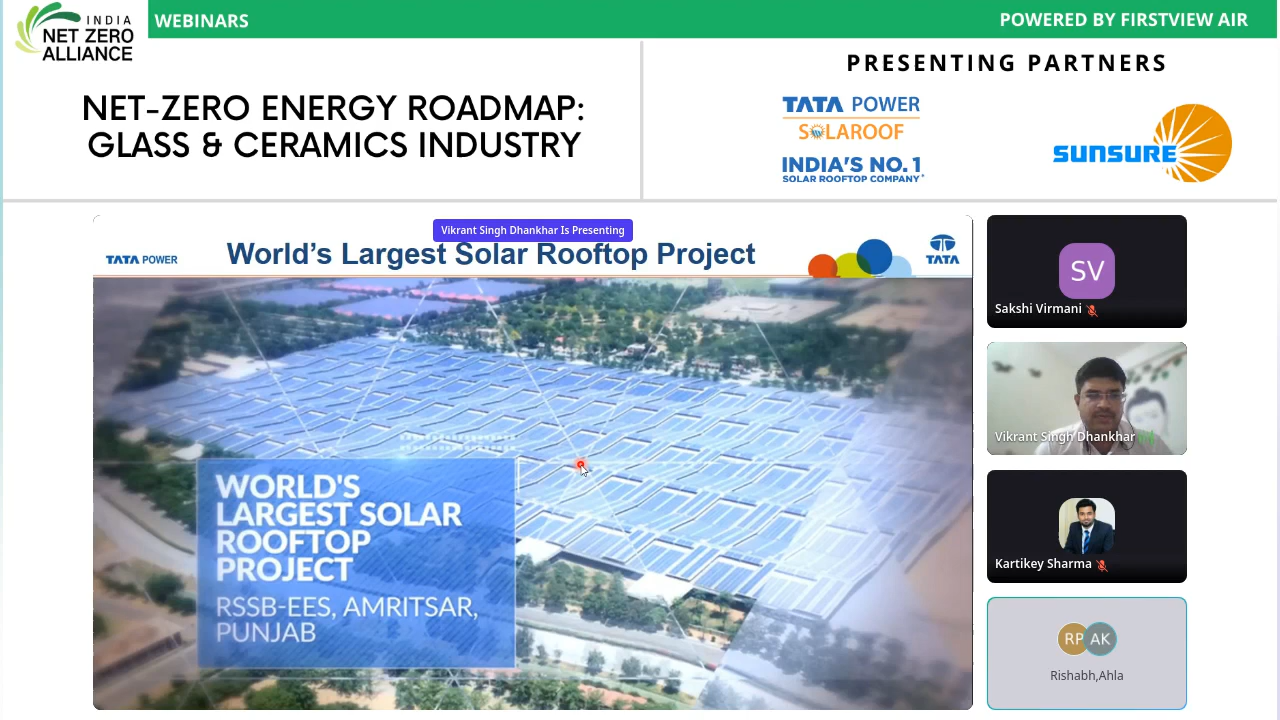 INDIA
NET ZERO
ALLIANCE
WEBINARS
POWERED BY FIRSTVIEW AIR
NET-ZERO ENERGY ROADMAP:
GLASS & CERAMICS INDUSTRY
PRESENTING PARTNERS
TATA POWER
SOLAROOF
INDIA'S NO. 1
SOLAR ROOFTOP COMPANY*
SUNSURE
Vikrant Singh Dhankhar Is Presenting
TATA POWER
World's Largest Solar Rooftop Project
TATA
WORLD'S
LARGEST SOLAR
ROOFTOP
PROJECT
RSSB-EES, AMRITSAR,
PUNJAB
SV
Sakshi Virmani
Vikrant Singh Dhankhar
Kartikey Sharma
RP AK
Rishabh,Ahla